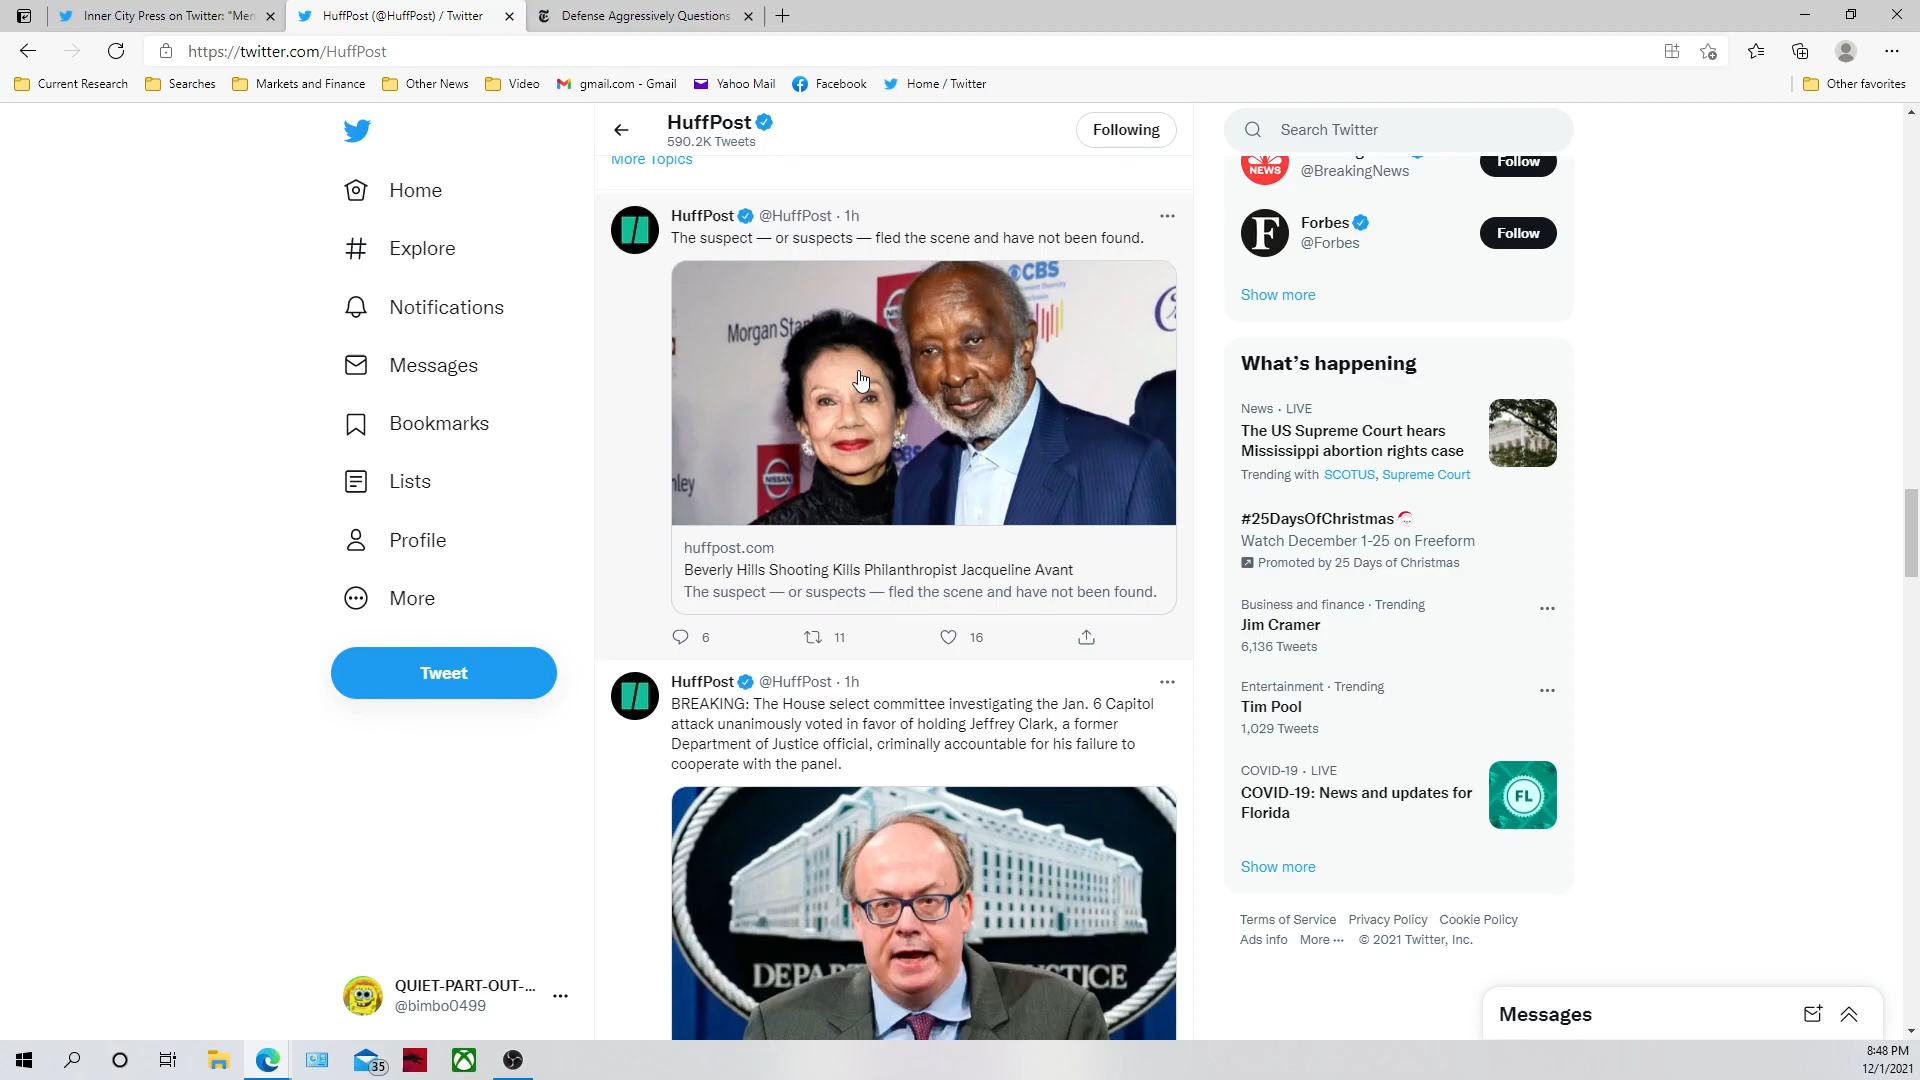 Inner City Press on Twitter: "Men
HuffPost (@HuffPost) / Twitter
Defense Aggressively Questions
https://twitter.com/HuffPost
Current Research
Searches
Markets and Finance
Other News
Video
gmail.com - Gmail
Yahoo Mail
Facebook
Home / Twitter
Other favorites
Home
Explore
Notifications
Messages
Bookmarks
Lists
Profile
More
Tweet
QUIET-PART-OUT-...
@bimbo0499
HuffPost
590.2K Tweets
Following
More Topics
HuffPost @HuffPost · 1h
The suspect — or suspects — fled the scene and have not been found.
CBS
Morgan Stan
NISSAN
CBS
nley
huffpost.com
Beverly Hills Shooting Kills Philanthropist Jacqueline Avant
The suspect — or suspects — fled the scene and have not been found.
6
11
16
HuffPost @HuffPost · 1h
BREAKING: The House select committee investigating the Jan. 6 Capitol
attack unanimously voted in favor of holding Jeffrey Clark, a former
Department of Justice official, criminally accountable for his failure to
cooperate with the panel.
DEPAR
STICE
Search Twitter
NEWS
@BreakingNews
Follow
F
Forbes
@Forbes
Follow
Show more
What's happening
News · LIVE
The US Supreme Court hears
Mississippi abortion rights case
Trending with SCOTUS, Supreme Court
#25DaysOfChristmas
Watch December 1-25 on Freeform
Promoted by 25 Days of Christmas
Business and finance · Trending
Jim Cramer
6,136 Tweets
Entertainment · Trending
Tim Pool
1,029 Tweets
COVID-19 · LIVE
COVID-19: News and updates for
Florida
FL
Show more
Terms of Service Privacy Policy Cookie Policy
Ads info More ··· © 2021 Twitter, Inc.
Messages
35
8:48 PM
12/1/2021